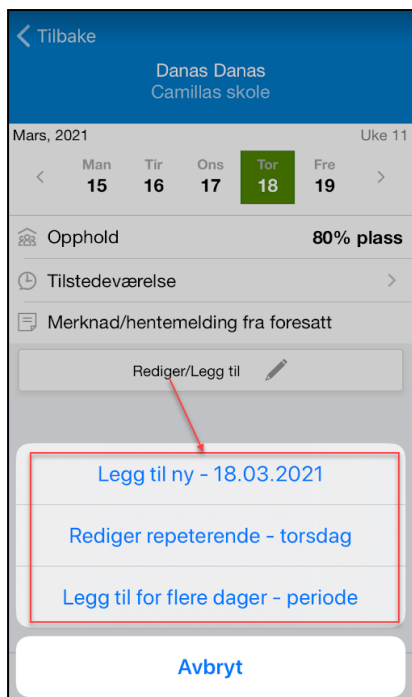 Tilbake
Danas Danas
Camillas skole
Mars, 2021 Uke 11
Man Tir Ons Tor Fre
15 16 17 18 19
Opphold 80% plass
Tilstedeværelse
Merknad/hentemelding fra foresatt
Rediger/Legg til
Legg til ny - 18.03.2021
Rediger repeterende - torsdag
Legg til for flere dager - periode
Avbryt